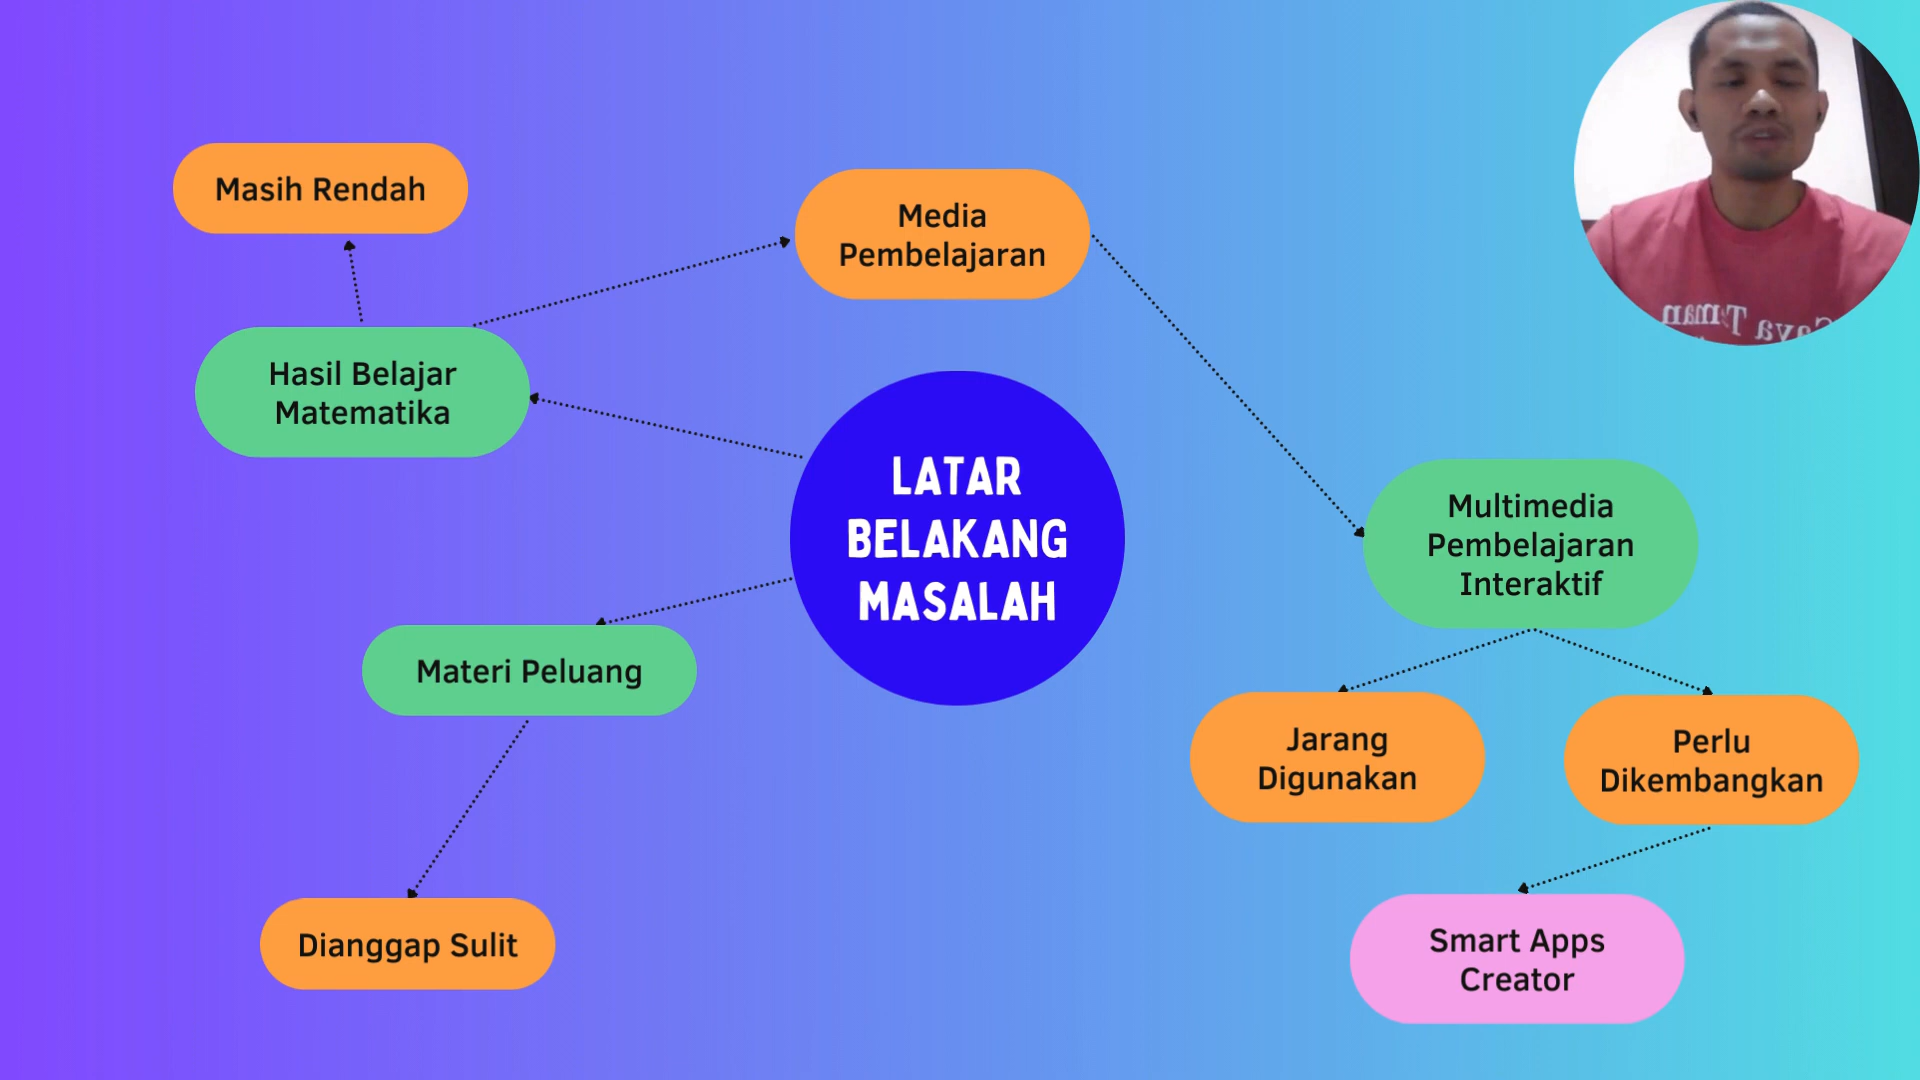 Masih Rendah
Media
Pembelajaran
Hasil Belajar
Matematika
LATAR
BELAKANG
MASALAH
Multimedia
Pembelajaran
Interaktif
Materi Peluang
Jarang
Digunakan
Perlu
Dikembangkan
Dianggap Sulit
Smart Apps
Creator